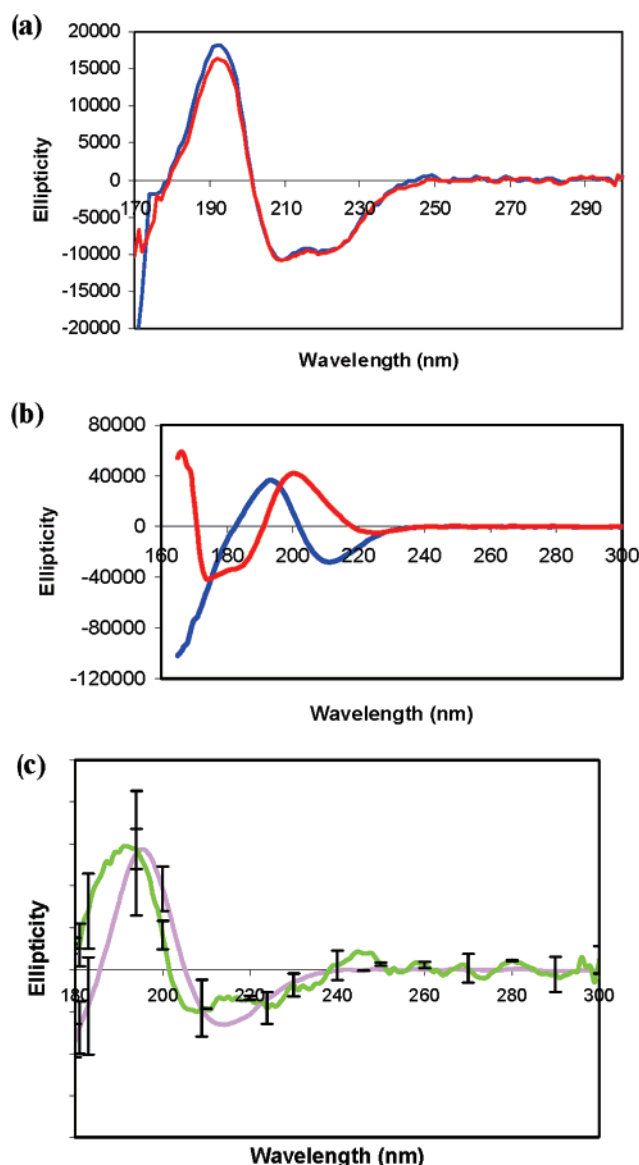 (a)
20000
15000
10000
5000
0
-5000
-10000
-15000
-20000
Ellipticity
170 190 210 230 250 270 290
Wavelength (nm)
(b)
80000
40000
0
-40000
-80000
-120000
Ellipticity
160 180 200 220 240 260 280 300
Wavelength (nm)
(c)
Ellipticity
180 200 220 240 260 280 300
Wavelength (nm)